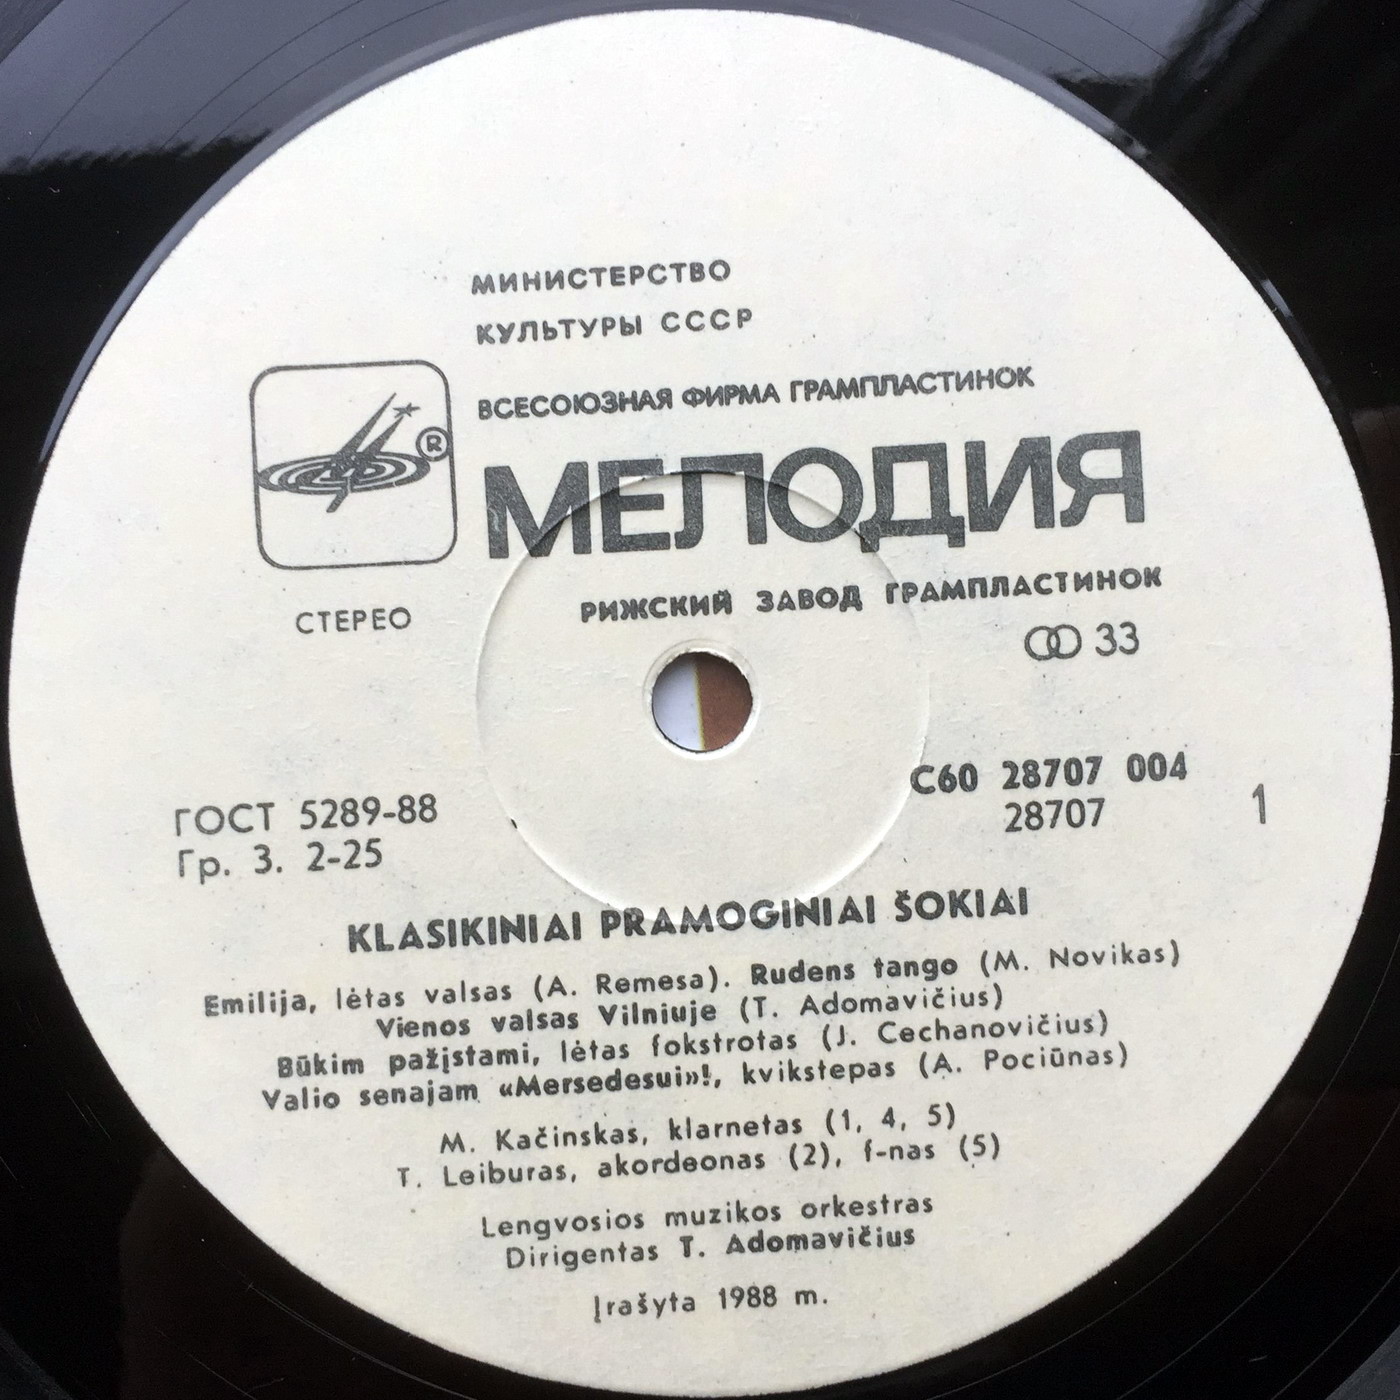 МИНИСТЕРСТВО
КУЛЬТУРЫ СССР
ВСЕСОЮЗНАЯ ФИРМА ГРАМПЛАСТИНОК
®
МЕЛОДИЯ
РИЖСКИЙ ЗАВОД ГРАМПЛАСТИНОК
СТЕРЕО
33
С60 28707 004
28707
1
ГОСТ 5289-88
Гр. 3. 2-25
KLASIKINIAI PRAMOGINIAI ŠOKIAI
Emilija, lėtas valsas (A. Remesa). Rudens tango (M. Novikas)
Vienos valsas Vilniuje (T. Adomavičius)
Būkim pažįstami, lėtas fokstrotas (J. Cechanovičius)
Valio senajam «Mersedesui»!, kvikstepas (A. Pociūnas)
M. Kačinskas, klarnetas (1, 4, 5)
T. Leiburas, akordeonas (2), f-nas (5)
Lengvosios muzikos orkestras
Dirigentas T. Adomavičius
Įrašyta 1988 m.